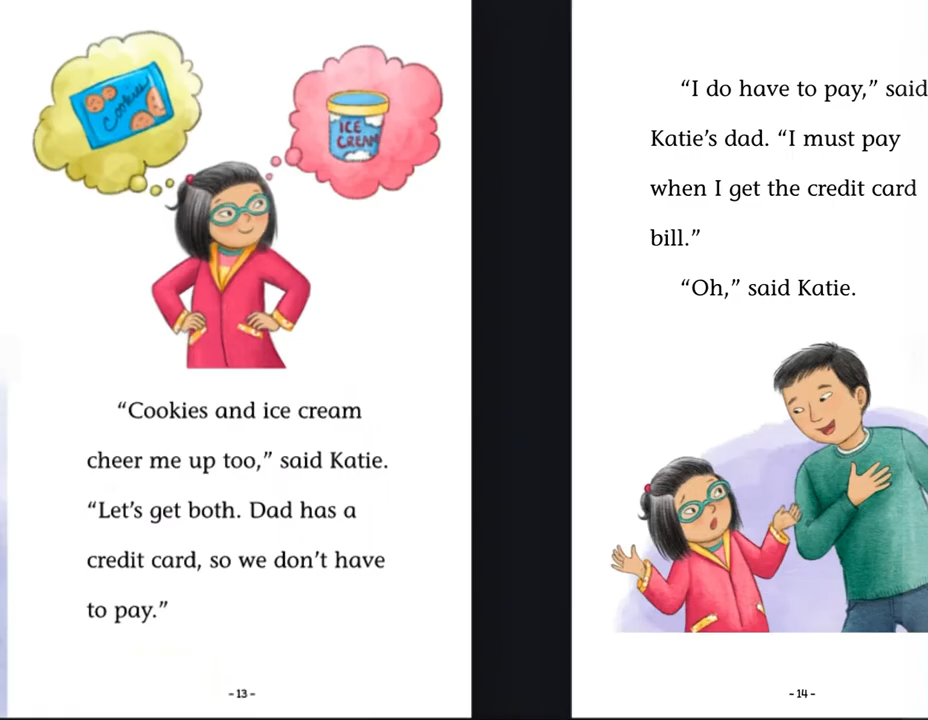 Cookies
ICE
CREAM
“Cookies and ice cream
cheer me up too,” said Katie.
“Let’s get both. Dad has a
credit card, so we don’t have
to pay.”
- 13 -
“I do have to pay,” said
Katie’s dad. “I must pay
when I get the credit card
bill.”
“Oh,” said Katie.
- 14 -